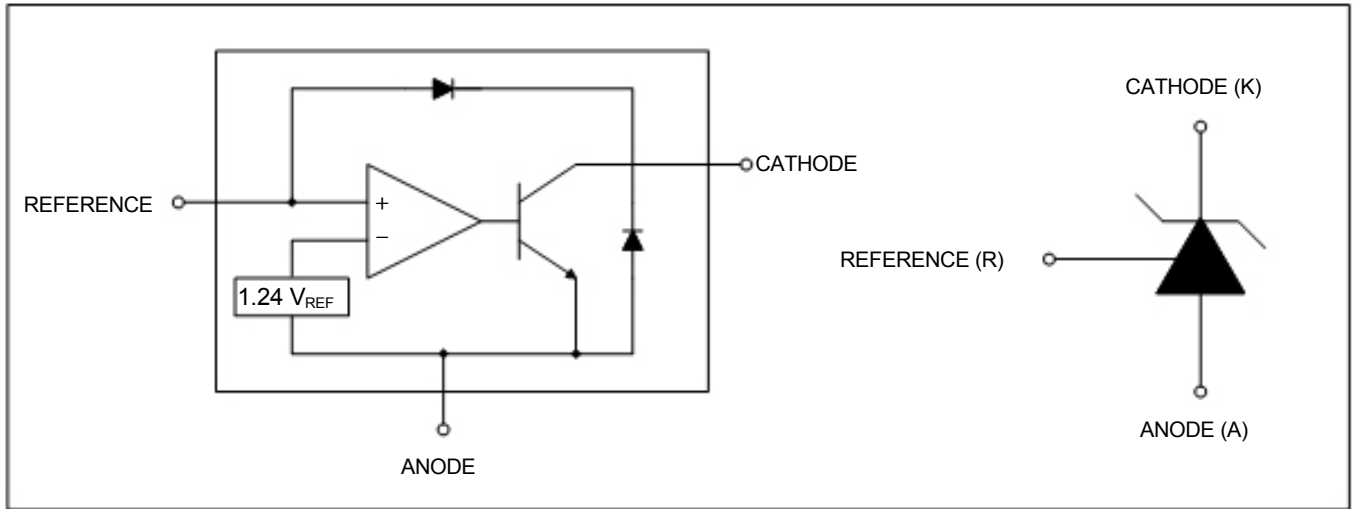 REFERENCE
+
−
1.24 VREF
CATHODE
ANODE
CATHODE (K)
REFERENCE (R)
ANODE (A)